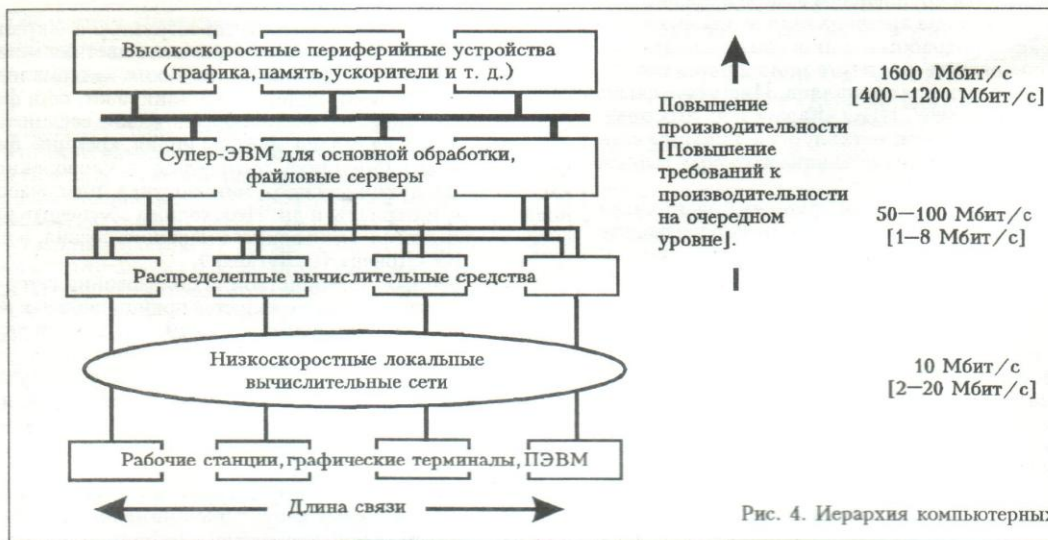 Высокоскоростные периферийные устройства
(графика, память, ускорители и т. д.)
Супер-ЭВМ для основной обработки,
файловые серверы
Распределенные вычислительные средства
Низкоскоростные локальные
вычислительные сети
Рабочие станции, графические терминалы, ПЭВМ
Длина связи
Повышение
производительности
[Повышение
требований к
производительности
на очередном
уровне].
1600 Мбит/с
[400—1200 Мбит/с]
50—100 Мбит/с
[1—8 Мбит/с]
10 Мбит/с
[2—20 Мбит/с]
Рис. 4. Иерархия компьютерных